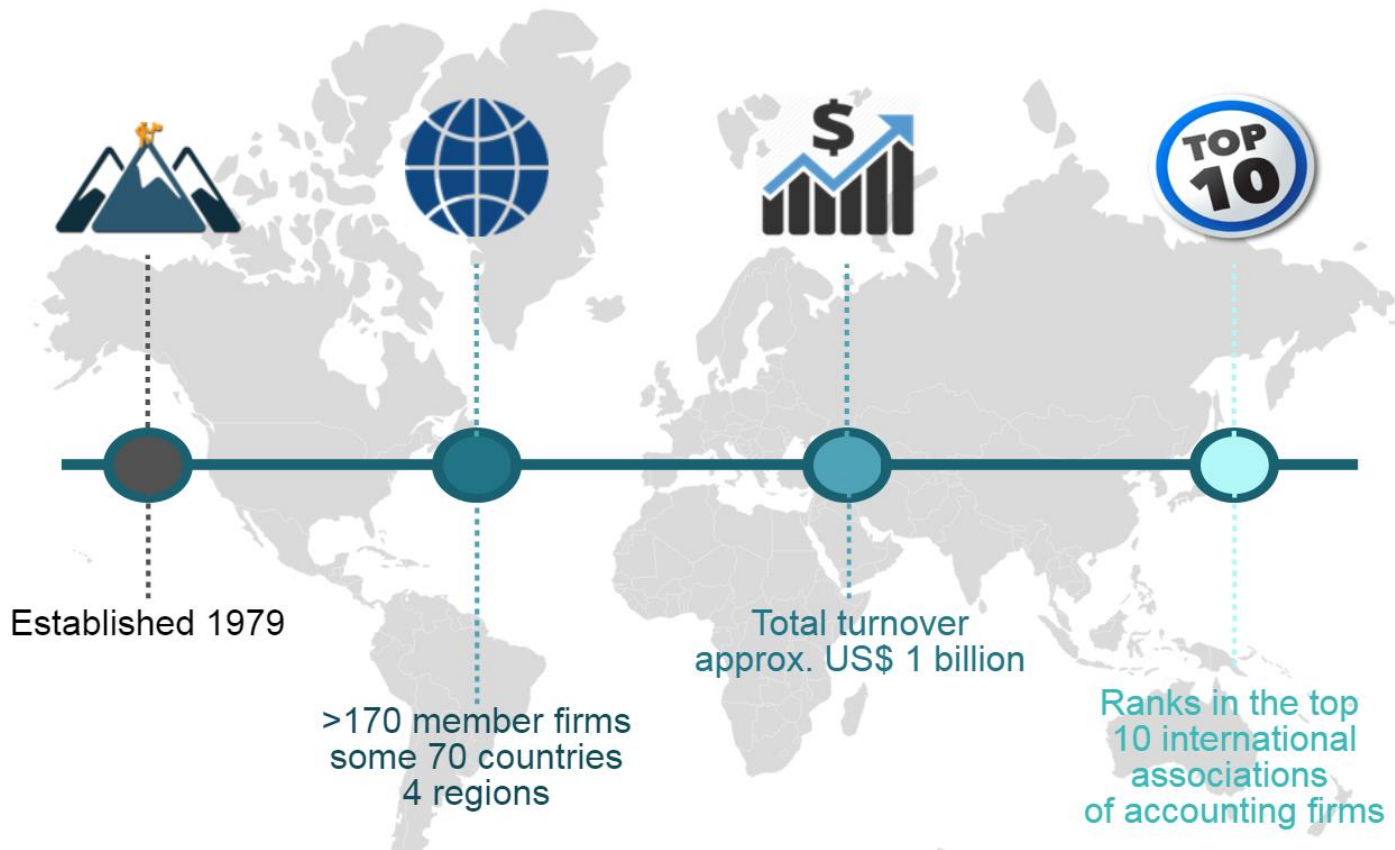 $
TOP
10
Established 1979
>170 member firms
some 70 countries
4 regions
Total turnover
approx. US$ 1 billion
Ranks in the top
10 international
associations
of accounting firms